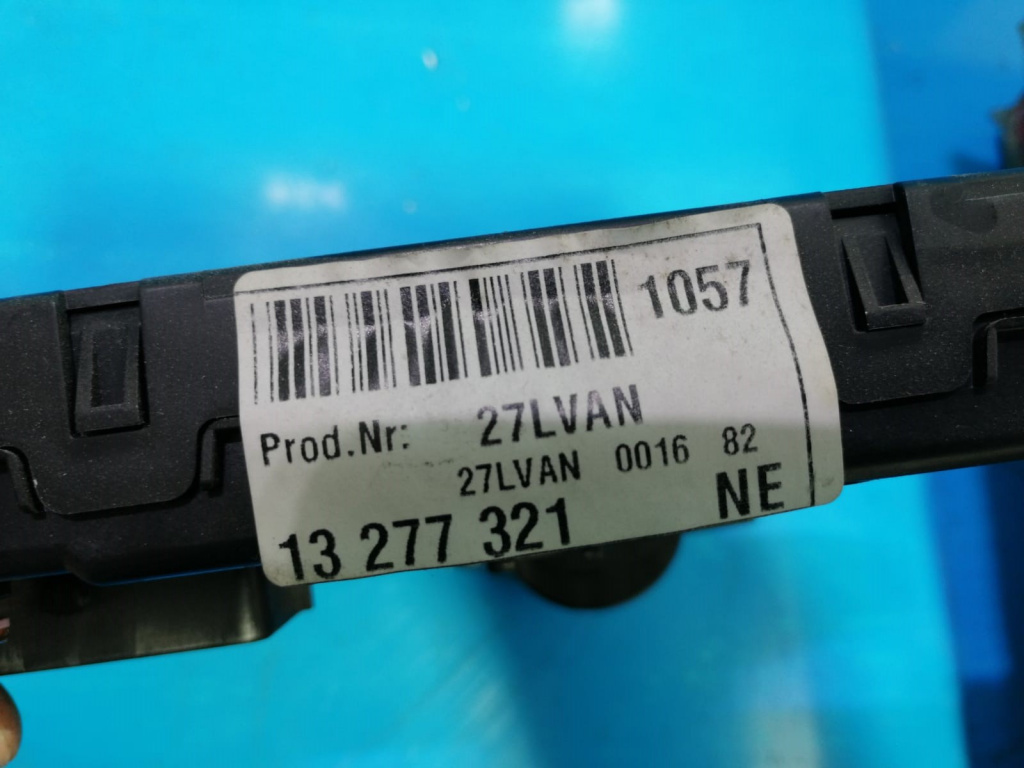 1057
Prod.Nr: 27LVAN
27LVAN 0016 82
13 277 321 NE